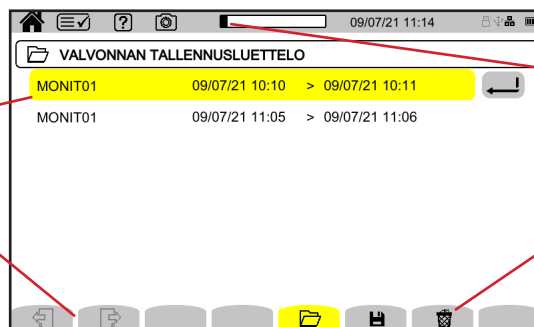 09/07/21 11:14
VALVONNAN TALLENNUSLUETTELO
MONIT01 09/07/21 10:10 > 09/07/21 10:11
MONIT01 09/07/21 11:05 > 09/07/21 11:06